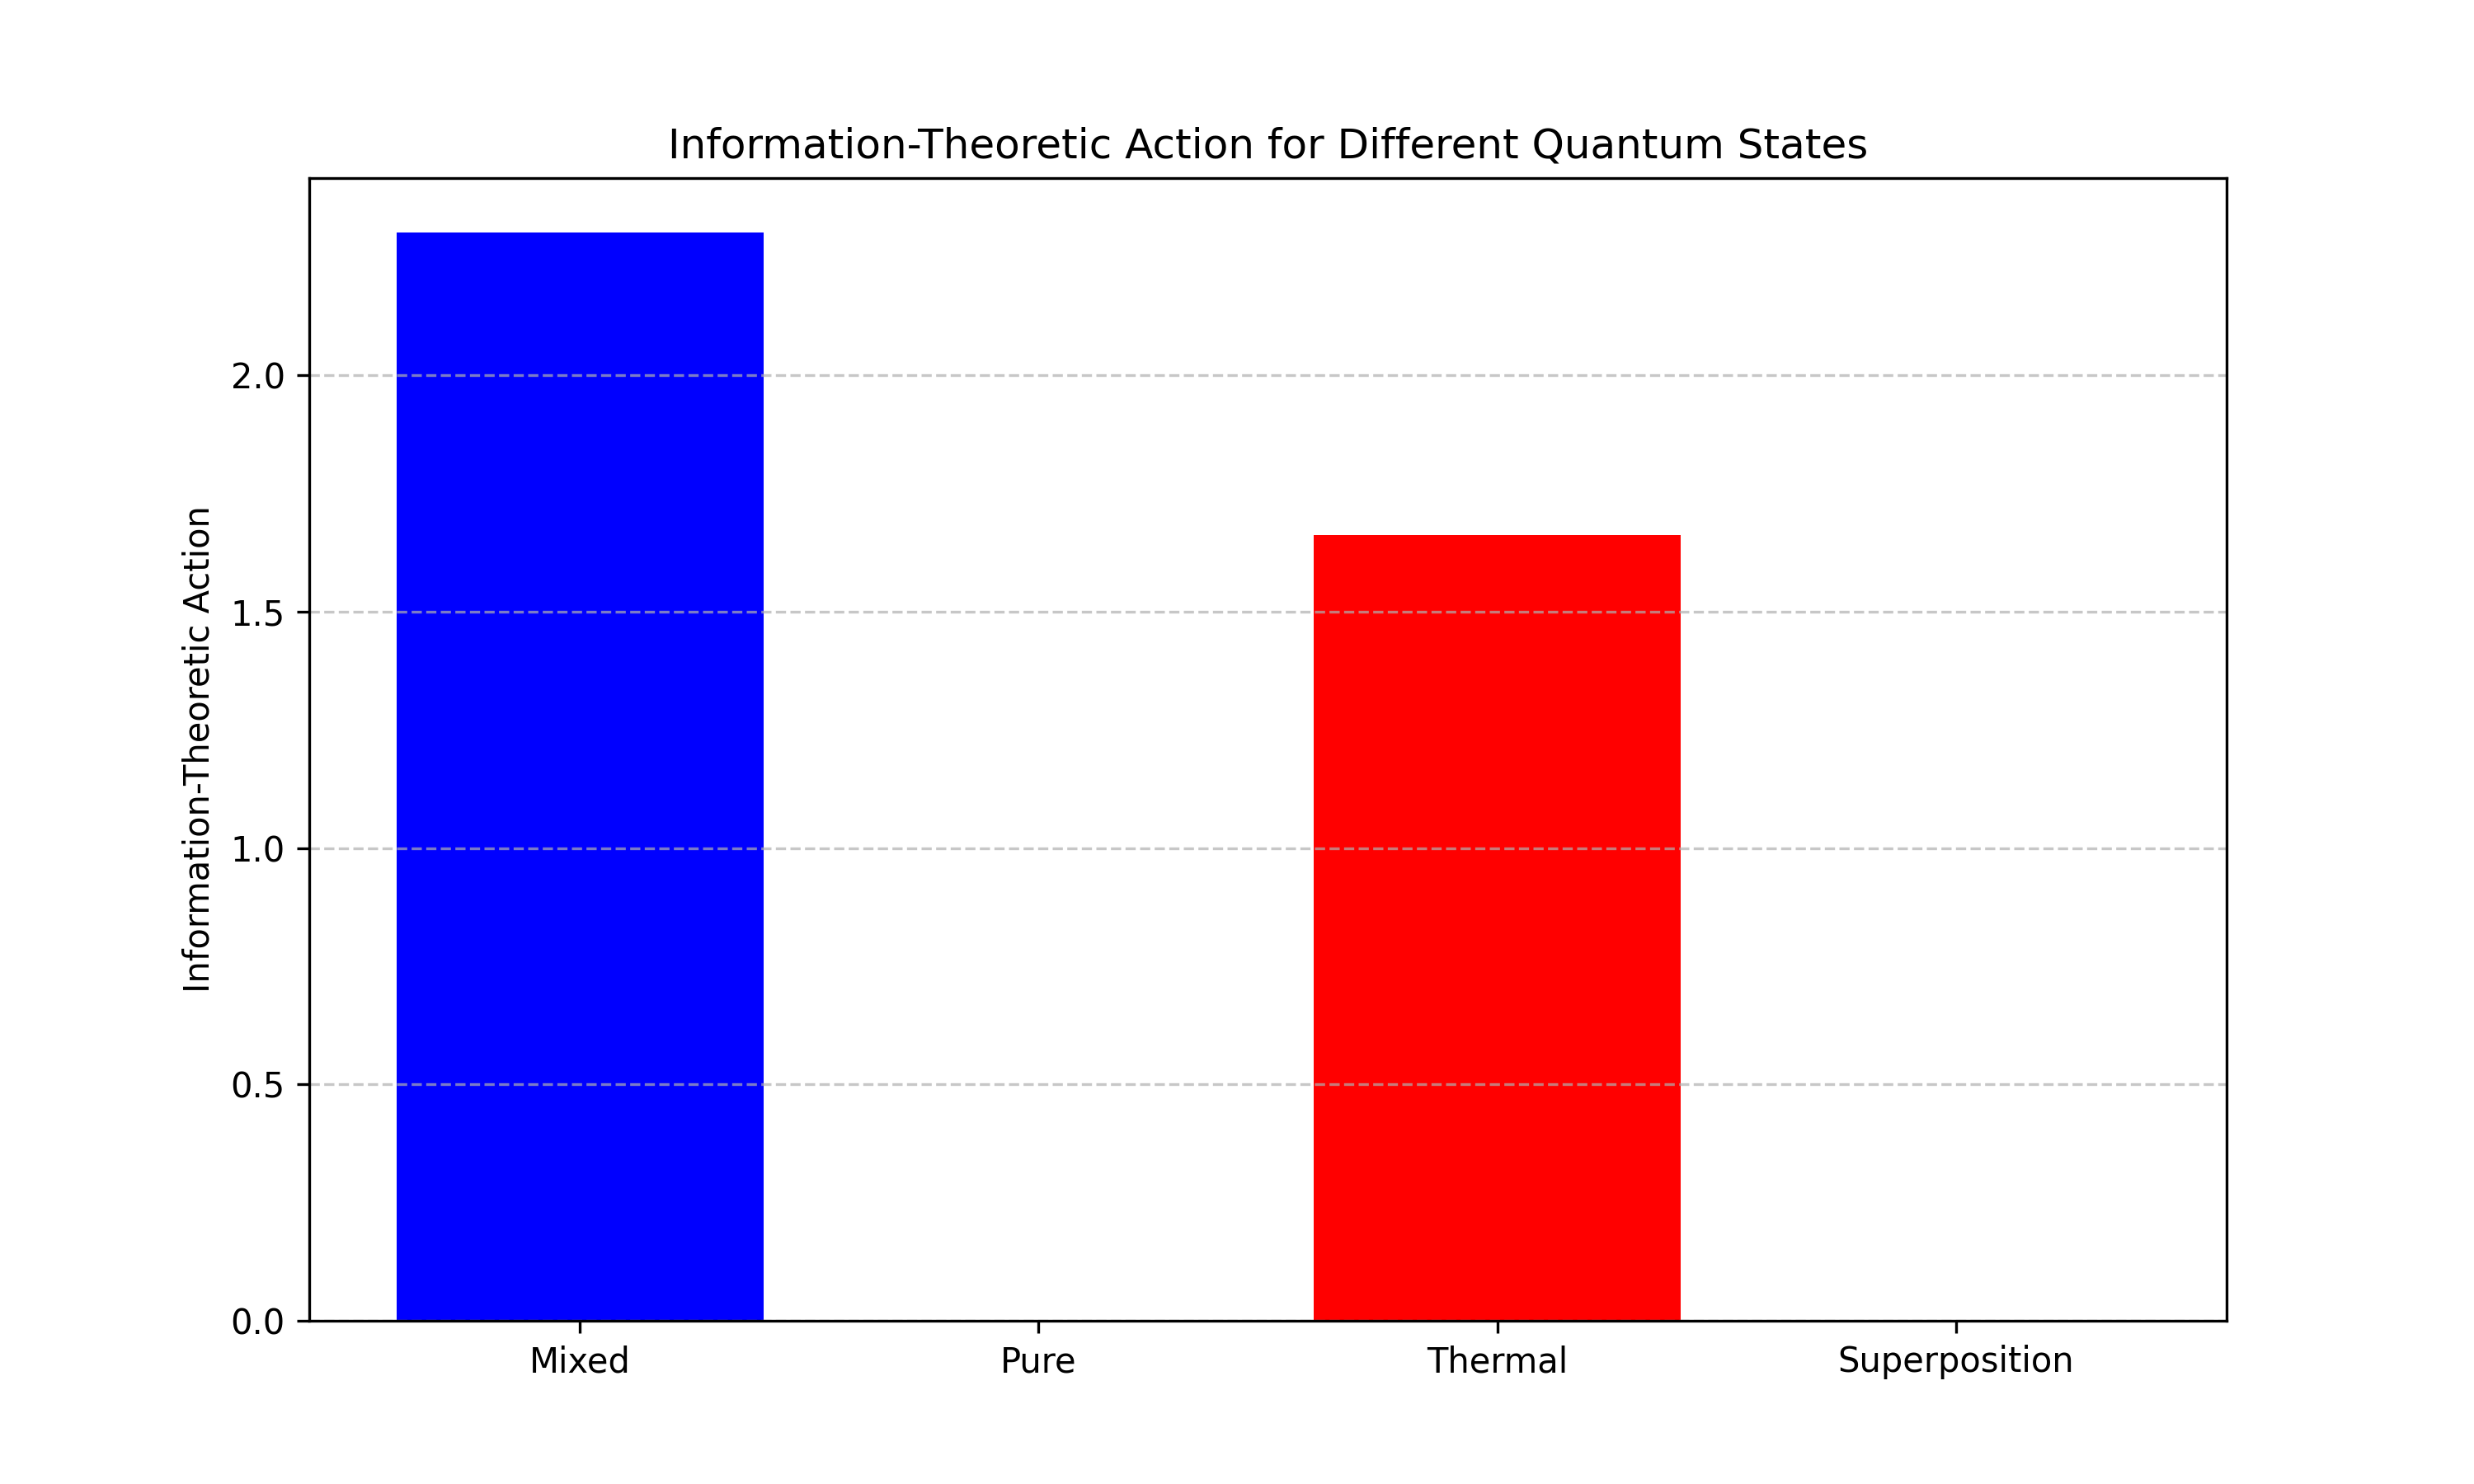 Information-Theoretic Action for Different Quantum States
Information-Theoretic Action
2.0
1.5
1.0
0.5
0.0
Mixed Pure Thermal Superposition